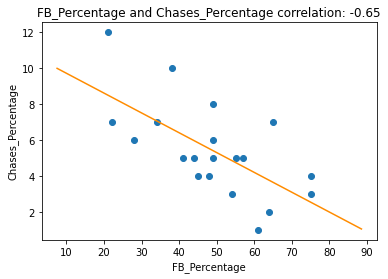 FB_Percentage and Chases_Percentage correlation: -0.65
12
10
8
6
4
2
Chases_Percentage
10 20 30 40 50 60 70 80 90
FB_Percentage